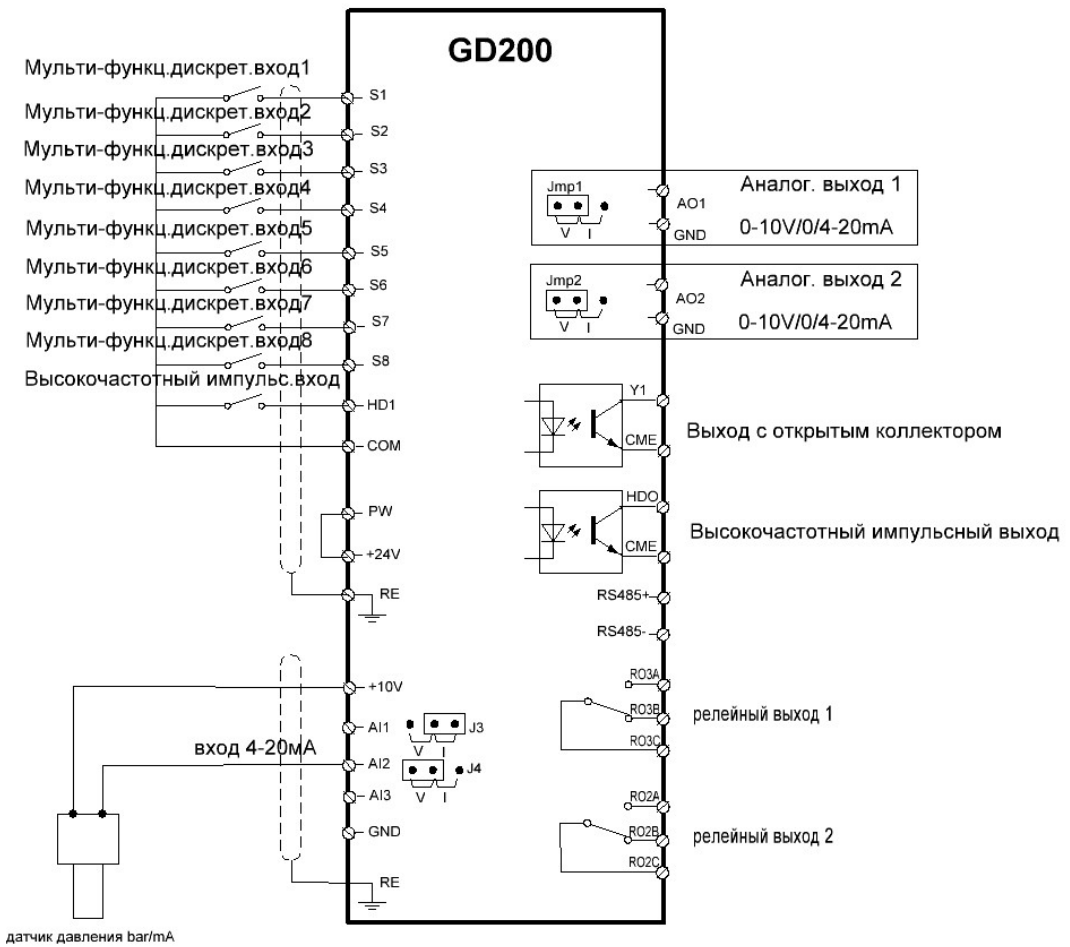 GD200
Мульти-функц.дискрет.вход1
S1
Мульти-функц.дискрет.вход2
S2
Мульти-функц.дискрет.вход3
S3
Мульти-функц.дискрет.вход4
S4
Мульти-функц.дискрет.вход5
S5
Мульти-функц.дискрет.вход6
S6
Мульти-функц.дискрет.вход7
S7
Мульти-функц.дискрет.вход8
S8
Высокочастотный импульс.вход
HD1
COM
PW
+24V
RE
+10V
AI1
J3
V I
вход 4-20мА
AI2
J4
V I
AI3
GND
RE
датчик давления bar/mA
Jmp1
V I
AO1
GND
Аналог. выход 1
0-10V/0/4-20mA
Jmp2
V I
AO2
GND
Аналог. выход 2
0-10V/0/4-20mA
Y1
CME
Выход с открытым коллектором
HDO
CME
Высокочастотный импульсный выход
RS485+
RS485-
RO3A
RO3B
RO3C
релейный выход 1
RO2A
RO2B
RO2C
релейный выход 2